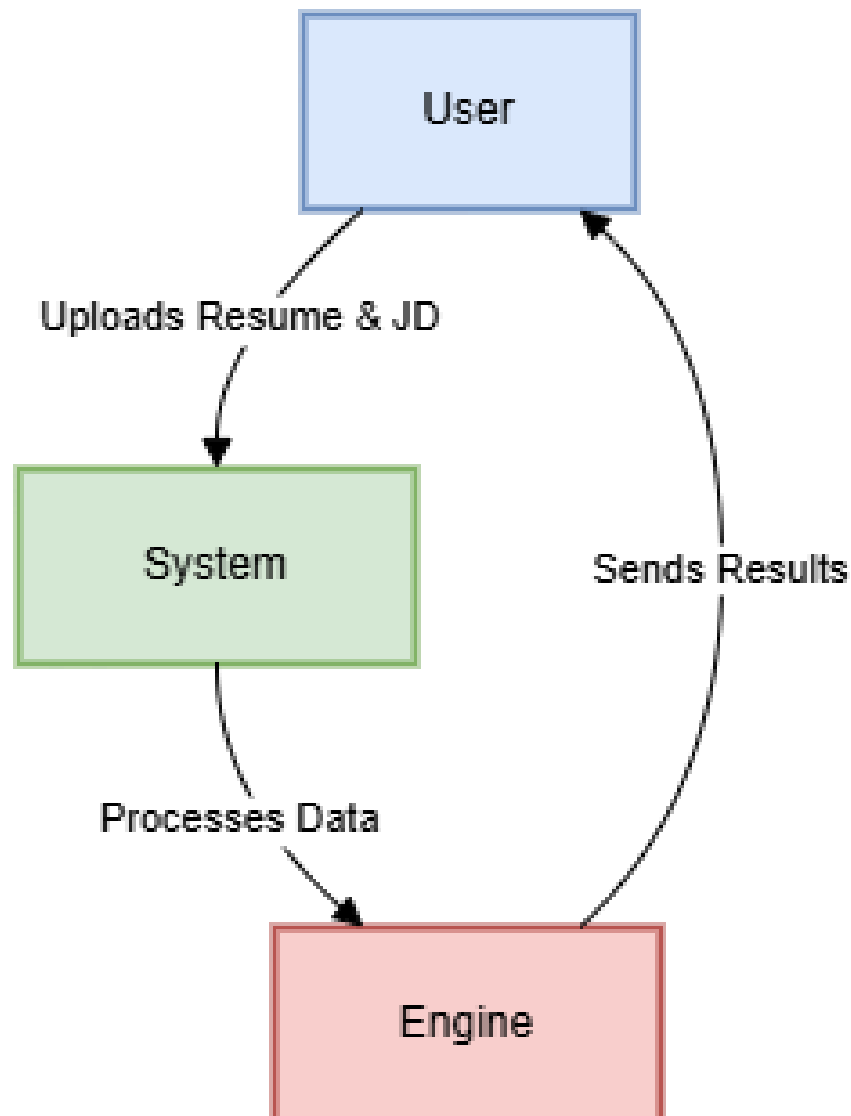 User
Uploads Resume & JD
System
Sends Results
Processes Data
Engine